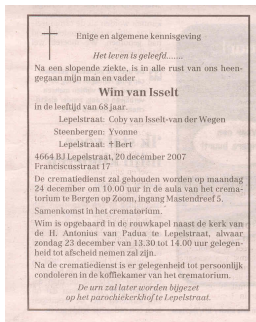 Enige en algemene kennisgeving
Het leven is geleefd.......
Na een slopende ziekte, is in alle rust van ons heen-
gegaan mijn man en vader
Wim van Isselt
in de leeftijd van 68 jaar.
Lepelstraat: Coby van Isselt-van der Wegen
Steenbergen: Yvonne
Lepelstraat: ✝Bert
4664 BJ Lepelstraat, 20 december 2007
Franciscusstraat 17
De crematiedienst zal gehouden worden op maandag
24 december om 10.00 uur in de aula van het crema-
torium te Bergen op Zoom, ingang Mastendreef 5.
Samenkomst in het crematorium.
Wim is opgebaard in de rouwkapel naast de kerk van
de H. Antonius van Padua te Lepelstraat, alwaar
zondag 23 december van 13.30 tot 14.00 uur gelegen-
heid tot afscheid nemen zal zijn.
Na de crematiedienst is er gelegenheid tot persoonlijk
condoleren in de koffiekamer van het crematorium.
De urn zal later worden bijgezet
op het parochiekerkhof te Lepelstraat.